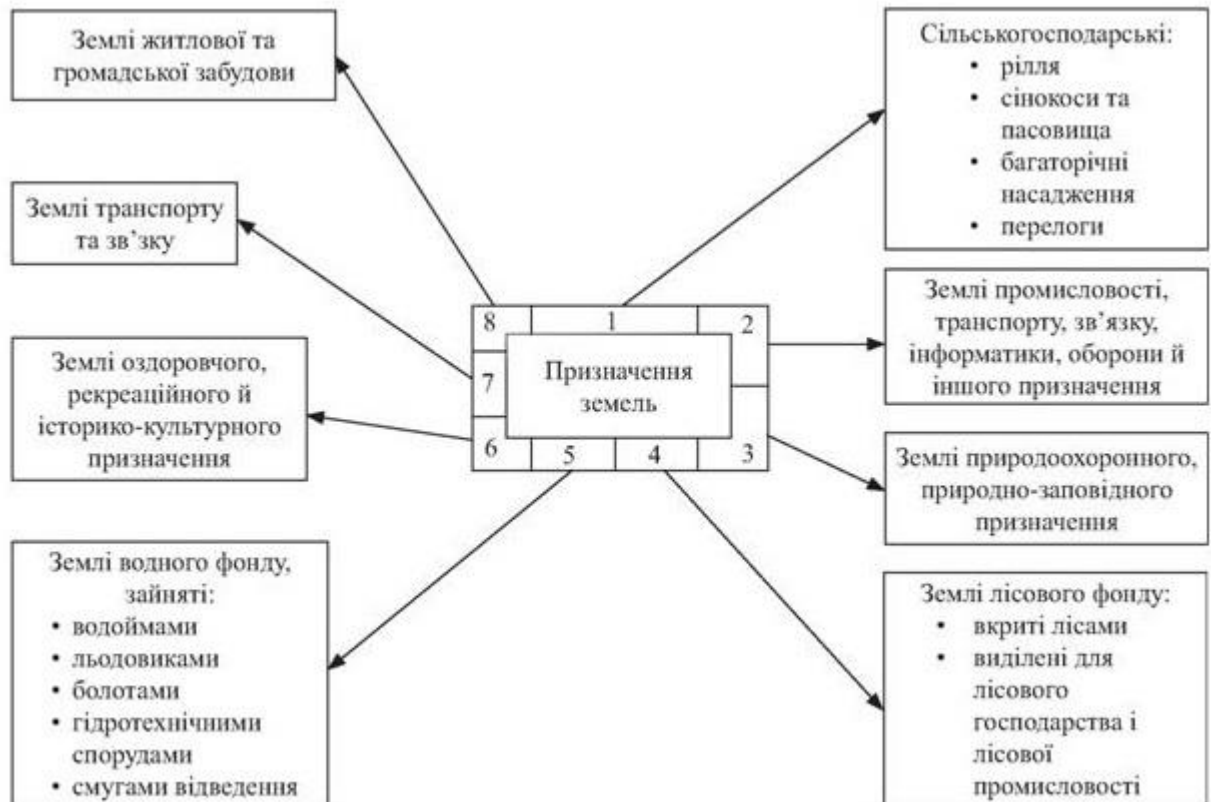 Землі житлової та
громадської забудови
Землі транспорту
та зв’зку
Землі оздоровчого,
рекреаційного й
історико-культурного
призначення
Землі водного фонду,
зайняті:
• водоймами
• льодовиками
• болотами
• гідротехнічними
спорудами
• смугами відведення
8
1
2
7
Призначення
земель
6
5
4
3
Сільськогосподарські:
• рілля
• сінокоси та
пасовища
• багаторічні
насадження
• перелоги
Землі промисловості,
транспорту, зв’язку,
інформатики, оборони й
іншого призначення
Землі природоохоронного,
природно-заповідного
призначення
Землі лісового фонду:
• вкриті лісами
• виділені для
лісового
господарства і
лісової
промисловості